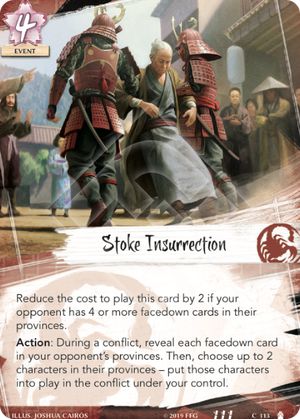 4
EVENT
Stoke Insurrection
Reduce the cost to play this card by 2 if your
opponent has 4 or more facedown cards in their
provinces.
Action: During a conflict, reveal each facedown card
in your opponent's provinces. Then, choose up to 2
characters in their provinces – put those characters
into play in the conflict under your control.
ILLUS. JOSHUA CAIRÓS © 2019 FFG 111 C 113